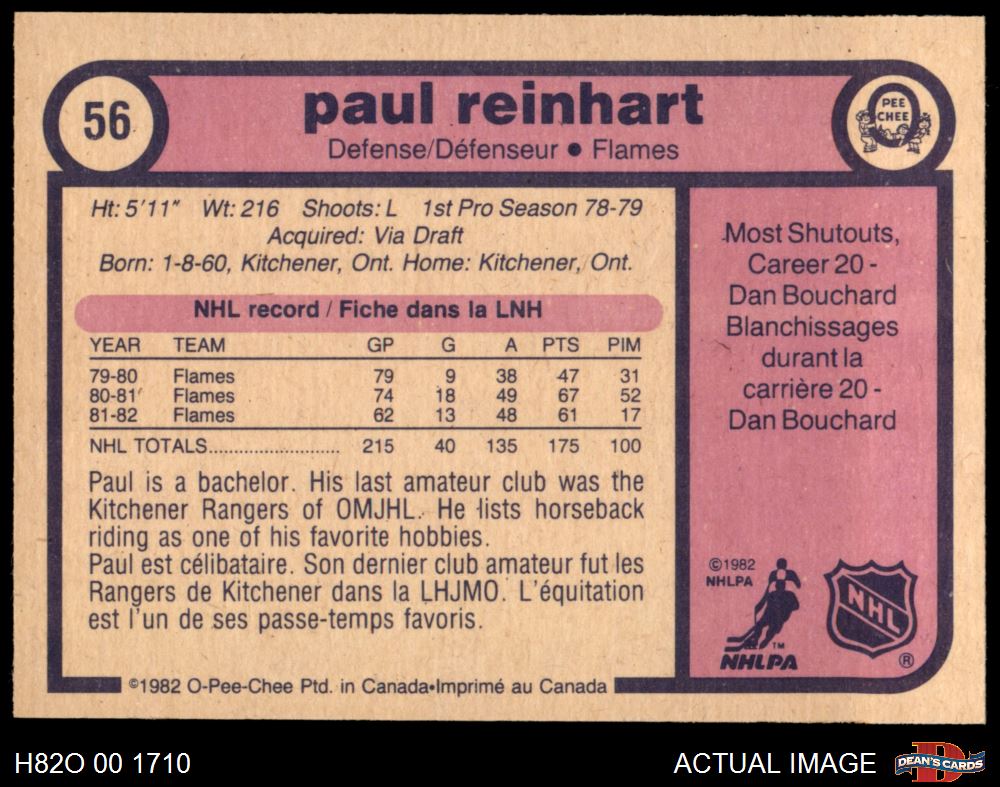 56
paul reinhart
Defense/Défenseur ● Flames
O PEE CHEE
Ht: 5'11" Wt: 216 Shoots: L 1st Pro Season 78-79
Acquired: Via Draft
Born: 1-8-60, Kitchener, Ont. Home: Kitchener, Ont.
NHL record / Fiche dans la LNH
YEAR TEAM GP G A PTS PIM
79-80 Flames 79 9 38 47 31
80-81 Flames 74 18 49 67 52
81-82 Flames 62 13 48 61 17
NHL TOTALS......................... 215 40 135 175 100
Paul is a bachelor. His last amateur club was the
Kitchener Rangers of OMJHL. He lists horseback
riding as one of his favorite hobbies.
Paul est célibataire. Son dernier club amateur fut les
Rangers de Kitchener dans la LHJMO. L'équitation
est l'un de ses passe-temps favoris.
Most Shutouts,
Career 20 -
Dan Bouchard
Blanchissages
durant la
carrière 20 -
Dan Bouchard
©1982
NHLPA
TM
NHLPA
NHL
®
©1982 O-Pee-Chee Ptd. in Canada•Imprimé au Canada
H82O 00 1710
ACTUAL IMAGE
D
DEAN'S CARDS